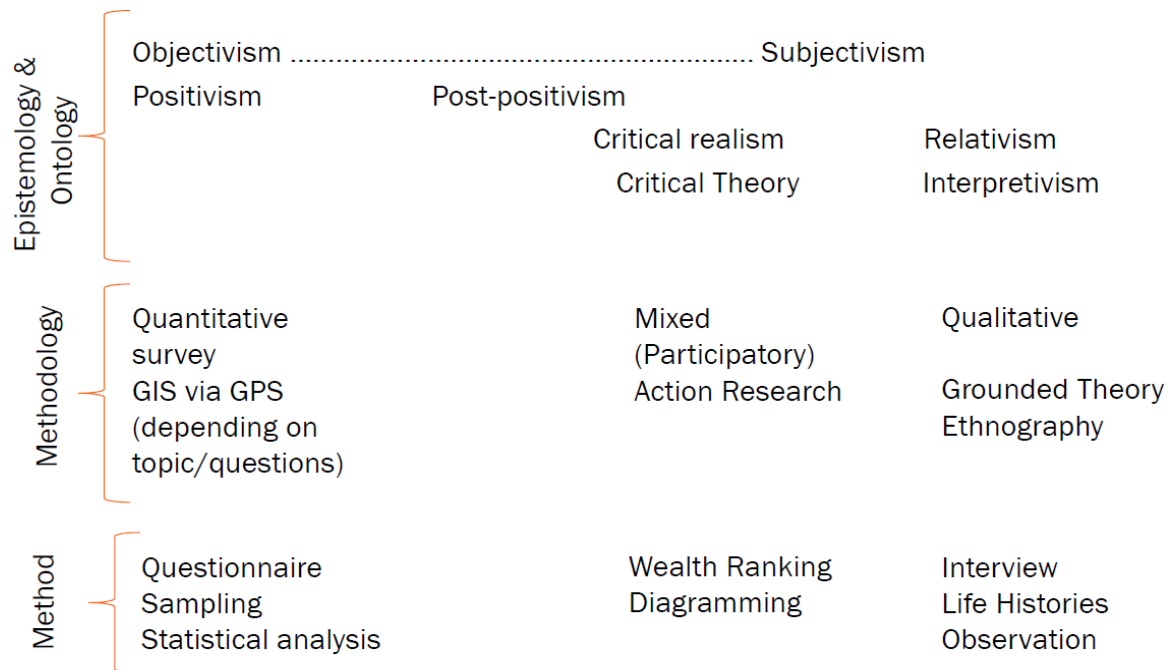 Epistemology &
Ontology
Objectivism ............................................................. Subjectivism
Positivism Post-positivism
Critical realism Relativism
Critical Theory Interpretivism
Methodology
Quantitative Mixed Qualitative
survey (Participatory)
GIS via GPS Action Research Grounded Theory
(depending on Ethnography
topic/questions)
Method
Questionnaire Wealth Ranking Interview
Sampling Diagramming Life Histories
Statistical analysis Observation